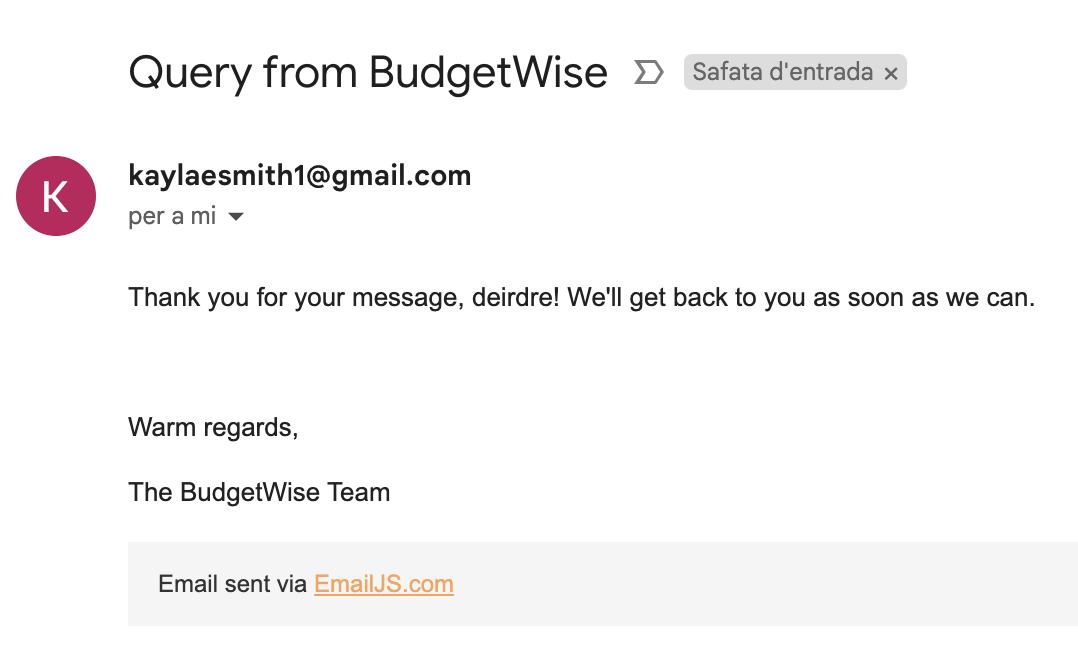 Query from BudgetWise Safata d'entrada ×
K
kaylaesmith1@gmail.com
per a mi
Thank you for your message, deirdre! We'll get back to you as soon as we can.
Warm regards,
The BudgetWise Team
Email sent via EmailJS.com